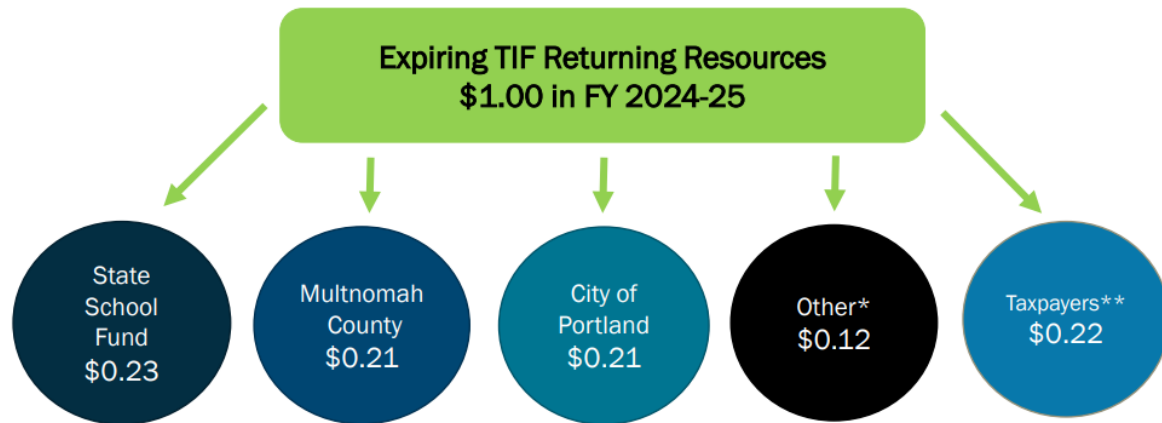 Expiring TIF Returning Resources
$1.00 in FY 2024-25
State
School
Fund
$0.23
Multnomah
County
$0.21
City of
Portland
$0.21
Other*
$0.12
Taxpayers**
$0.22